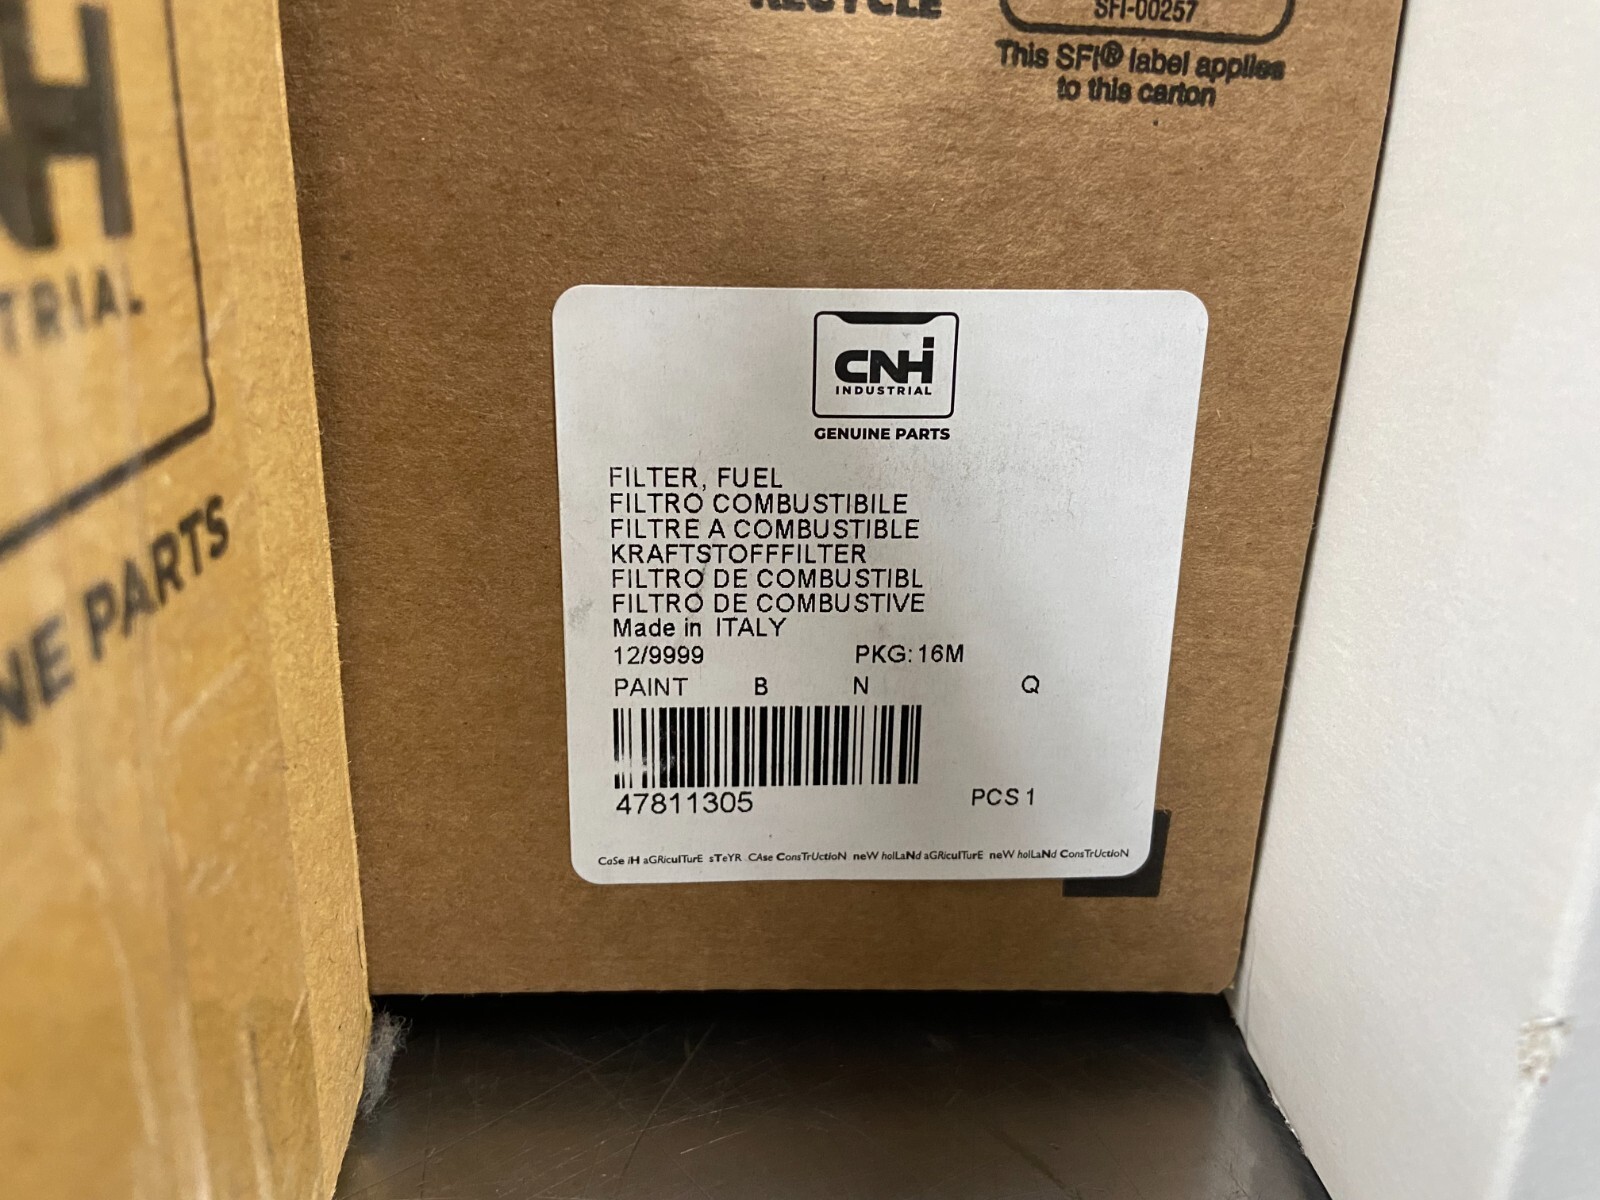 RECYCLE
SFI-00257
This SFI® label applies
to this carton
TRIAL
NE PARTS
CNH
INDUSTRIAL
GENUINE PARTS
FILTER, FUEL
FILTRO COMBUSTIBILE
FILTRE A COMBUSTIBLE
KRAFTSTOFFFILTER
FILTRO DE COMBUSTIBL
FILTRO DE COMBUSTIVE
Made in ITALY
12/9999 PKG: 16M
PAINT B N Q
47811305 PCS 1
CaSe iH aGRiculTurE sTeYR CAse ConsTrUctioN neW holLaNd aGRiculTurE neW holLaNd ConsTrUctioN